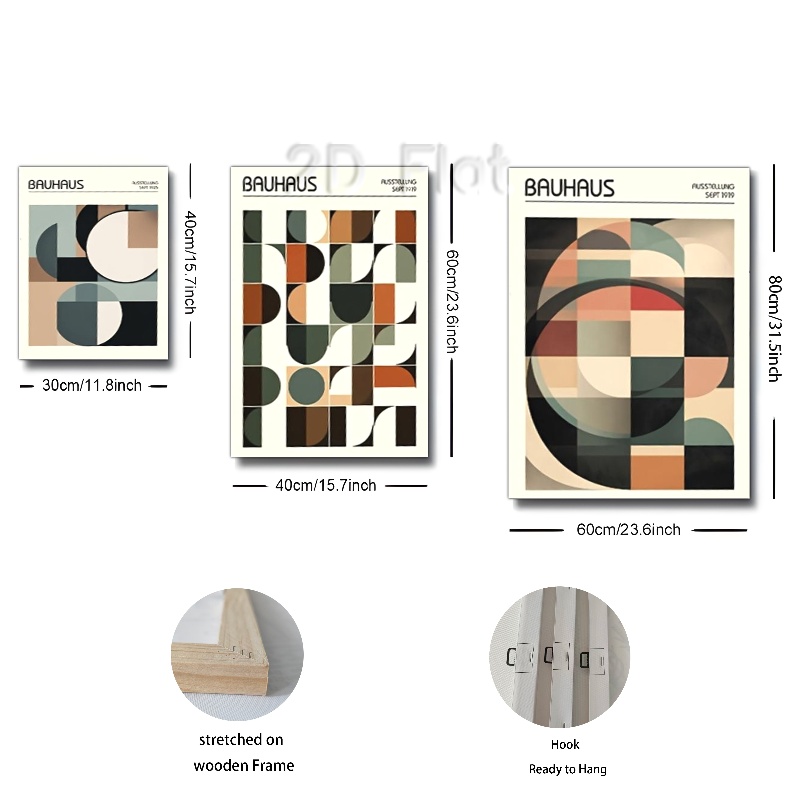 2D Flat
BAUHAUS
AUSSTELLUNG
BAUHAUS
AUSSTELLUNG
SEPT 1919
BAUHAUS
AUSSTELLUNG
SEPT 1919
40cm/15.7inch
60cm/23.6inch
80cm/31.5inch
30cm/11.8inch
40cm/15.7inch
60cm/23.6inch
stretched on
wooden Frame
Hook
Ready to Hang